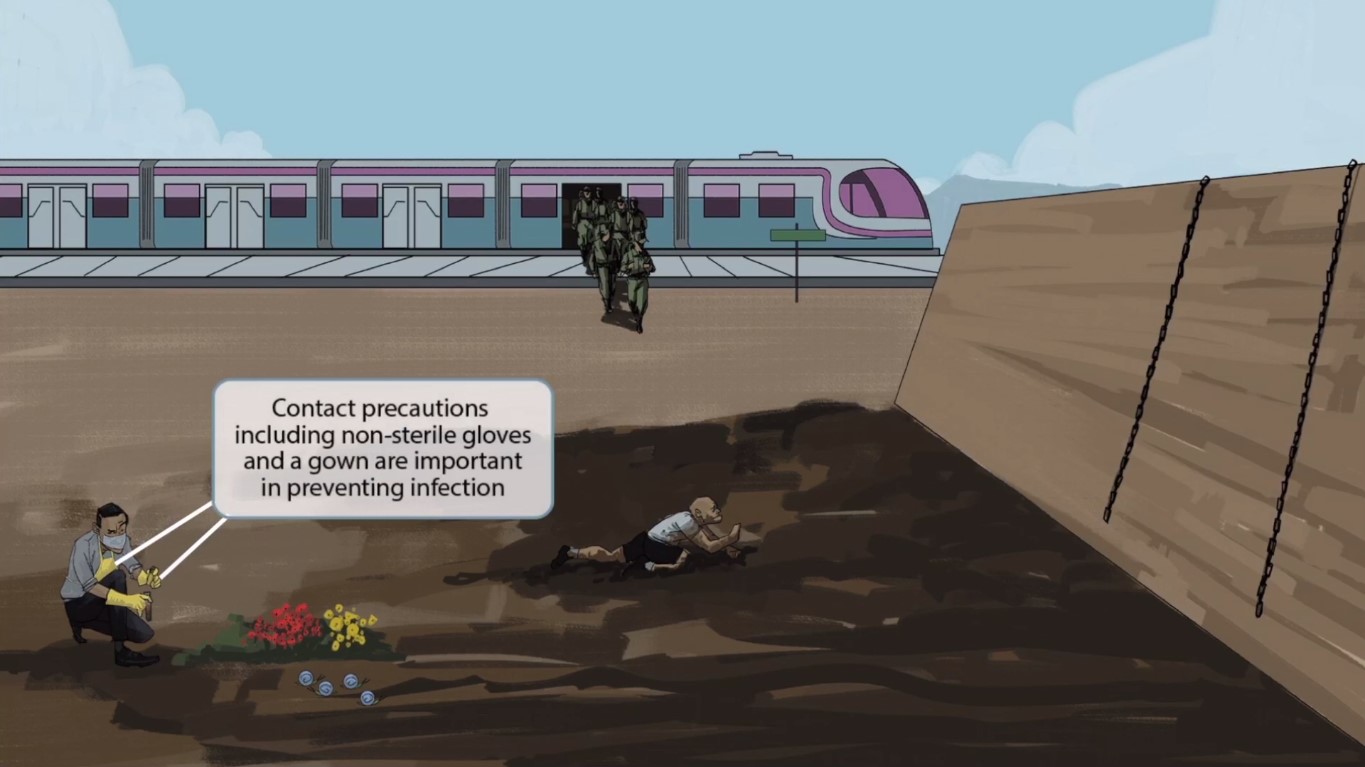 Contact precautions
including non-sterile gloves
and a gown are important
in preventing infection